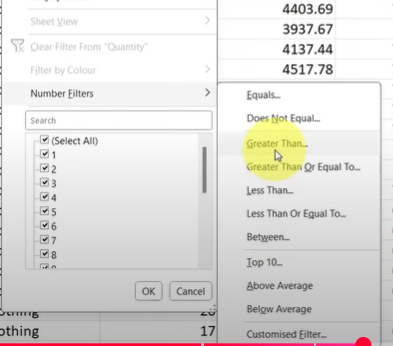 4403.69
Sheet View
3937.67
Clear Filter From "Quantity"
4137.44
Filter by Colour
4517.78
Number Filters
Equals...
Search
Does Not Equal...
(Select All)
Greater Than...
1
2
Greater Than Or Equal To...
3
Less Than...
4
5
Less Than Or Equal To...
6
7
Between...
8
Top 10...
OK
Cancel
Above Average
Below Average
othing
17
Customised Filter...